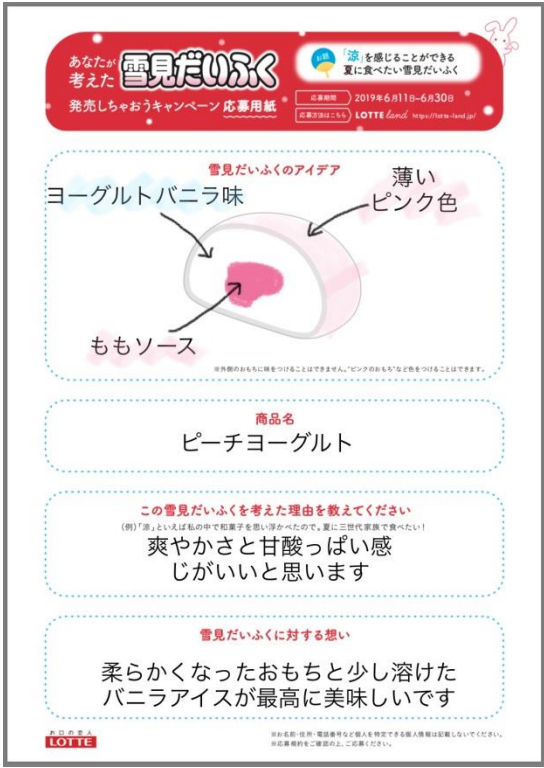 あなたが
考えた
雪見だいふく
発売しちゃおうキャンペーン 応募用紙
お題
「涼」を感じることができる
夏に食べたい雪見だいふく
応募期間 2019年6月11日-6月30日
応募方法はこちら LOTTE land https://lotte-land.jp/
雪見だいふくのアイデア
ヨーグルトバニラ味
薄い
ピンク色
ももソース
※外側のおもちに味をつけることはできません。"ピンクのおもち"など色をつけることはできます。
商品名
ピーチヨーグルト
この雪見だいふくを考えた理由を教えてください
(例)「涼」といえば私の中で和菓子を思い浮かべたので。夏に三世代家族で食べたい!
爽やかさと甘酸っぱい感
じがいいと思います
雪見だいふくに対する想い
柔らかくなったおもちと少し溶けた
バニラアイスが最高に美味しいです
お口の恋人
LOTTE
※お名前・住所・電話番号など個人を特定できる個人情報は記載しないでください。
※応募規約をご確認の上、ご応募ください。